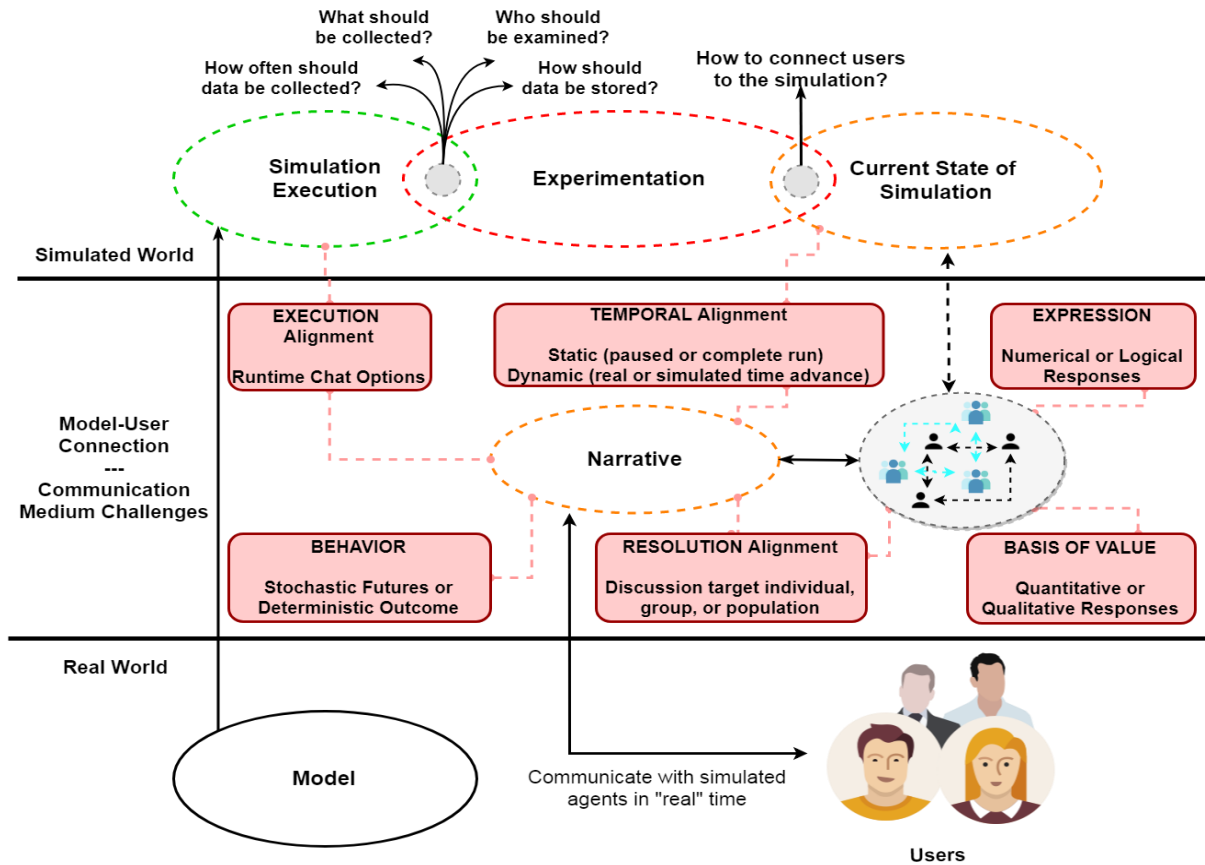 What should
be collected?
Who should
be examined?
How often should
data be collected?
How should
data be stored?
How to connect users
to the simulation?
Simulation
Execution
Experimentation
Current State of
Simulation
Simulated World
EXECUTION
Alignment
Runtime Chat Options
TEMPORAL Alignment
Static (paused or complete run)
Dynamic (real or simulated time advance)
EXPRESSION
Numerical or Logical
Responses
Model-User
Connection
---
Communication
Medium Challenges
Narrative
BEHAVIOR
Stochastic Futures or
Deterministic Outcome
RESOLUTION Alignment
Discussion target individual,
group, or population
BASIS OF VALUE
Quantitative or
Qualitative Responses
Real World
Model
Communicate with simulated
agents in "real" time
Users